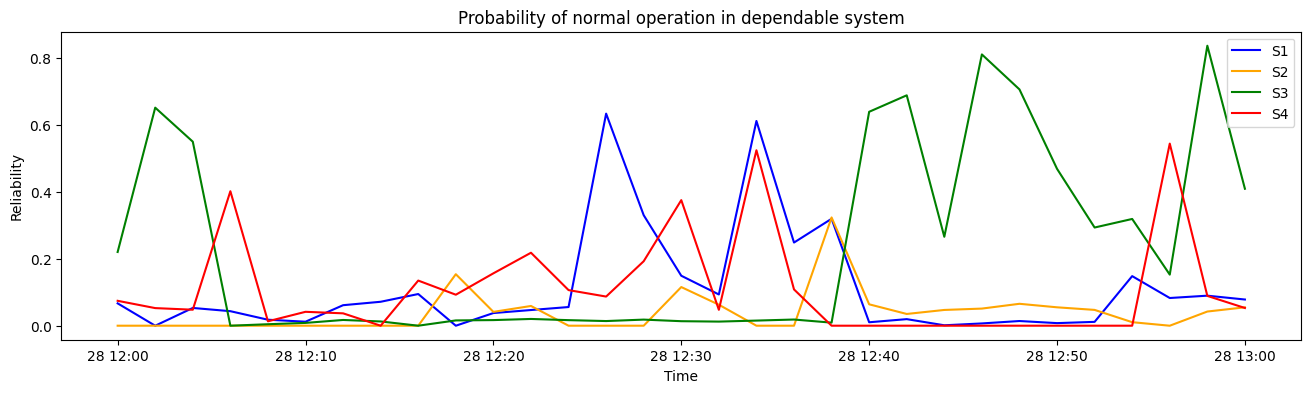 Probability of normal operation in dependable system
Reliability
0.8
0.6
0.4
0.2
0.0
S1
S2
S3
S4
28 12:00 28 12:10 28 12:20 28 12:30 28 12:40 28 12:50 28 13:00
Time